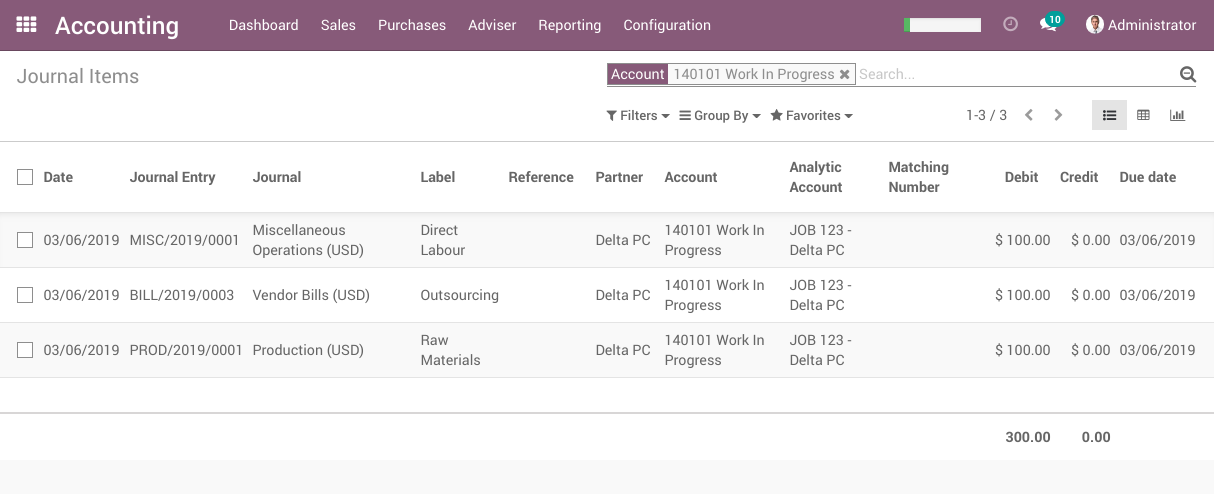 Accounting Dashboard Sales Purchases Adviser Reporting Configuration 10 Administrator
Journal Items
Account 140101 Work In Progress Search...
Filters Group By Favorites 1-3 / 3
Date Journal Entry Journal Label Reference Partner Account Analytic Account Matching Number Debit Credit Due date
03/06/2019 MISC/2019/0001 Miscellaneous Operations (USD) Direct Labour Delta PC 140101 Work In Progress JOB 123 - Delta PC $ 100.00 $ 0.00 03/06/2019
03/06/2019 BILL/2019/0003 Vendor Bills (USD) Outsourcing Delta PC 140101 Work In Progress JOB 123 - Delta PC $ 100.00 $ 0.00 03/06/2019
03/06/2019 PROD/2019/0001 Production (USD) Raw Materials Delta PC 140101 Work In Progress JOB 123 - Delta PC $ 100.00 $ 0.00 03/06/2019
300.00 0.00